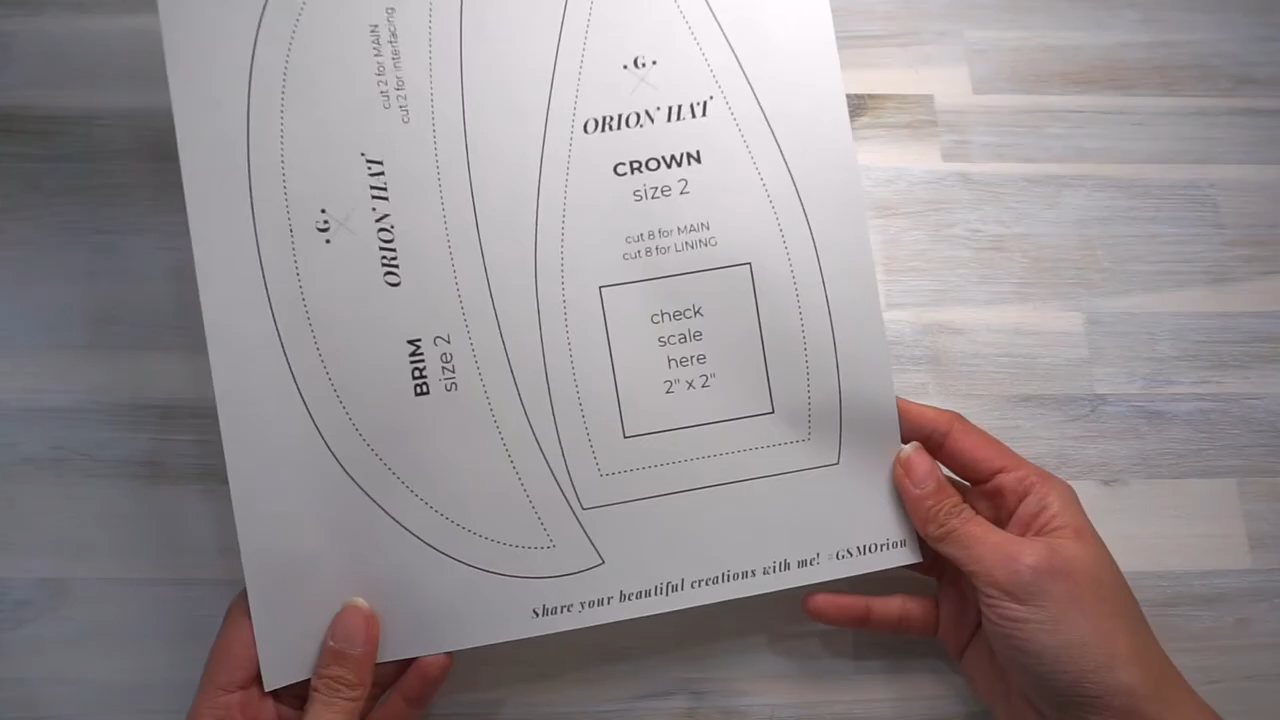 cut 2 for MAIN
cut 2 for interfacing
.G.
ORION HAT
BRIM
size 2
.G.
ORION HAT
CROWN
size 2
cut 8 for MAIN
cut 8 for LINING
check
scale
here
2" x 2"
Share your beautiful creations with me! #GSMOrion